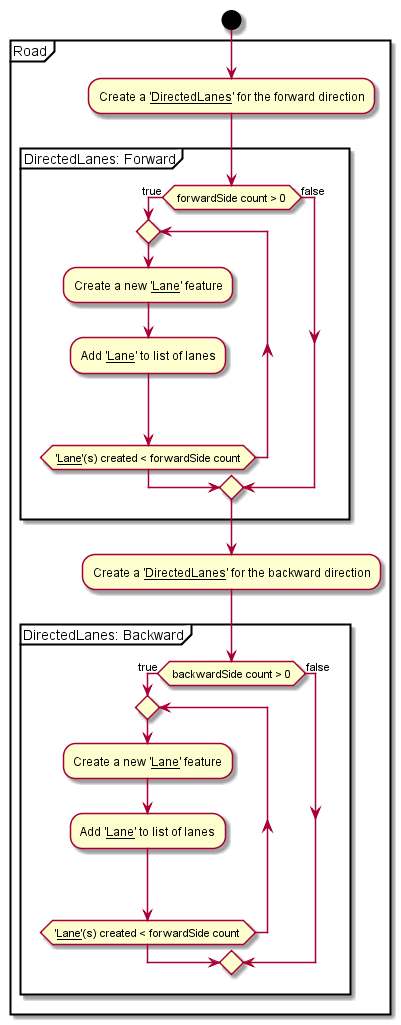 Road
Create a 'DirectedLanes' for the forward direction
DirectedLanes: Forward
true
forwardSide count > 0
false
Create a new 'Lane' feature
Add 'Lane' to list of lanes
'Lane'(s) created < forwardSide count
Create a 'DirectedLanes' for the backward direction
DirectedLanes: Backward
true
backwardSide count > 0
false
Create a new 'Lane' feature
Add 'Lane' to list of lanes
'Lane'(s) created < forwardSide count